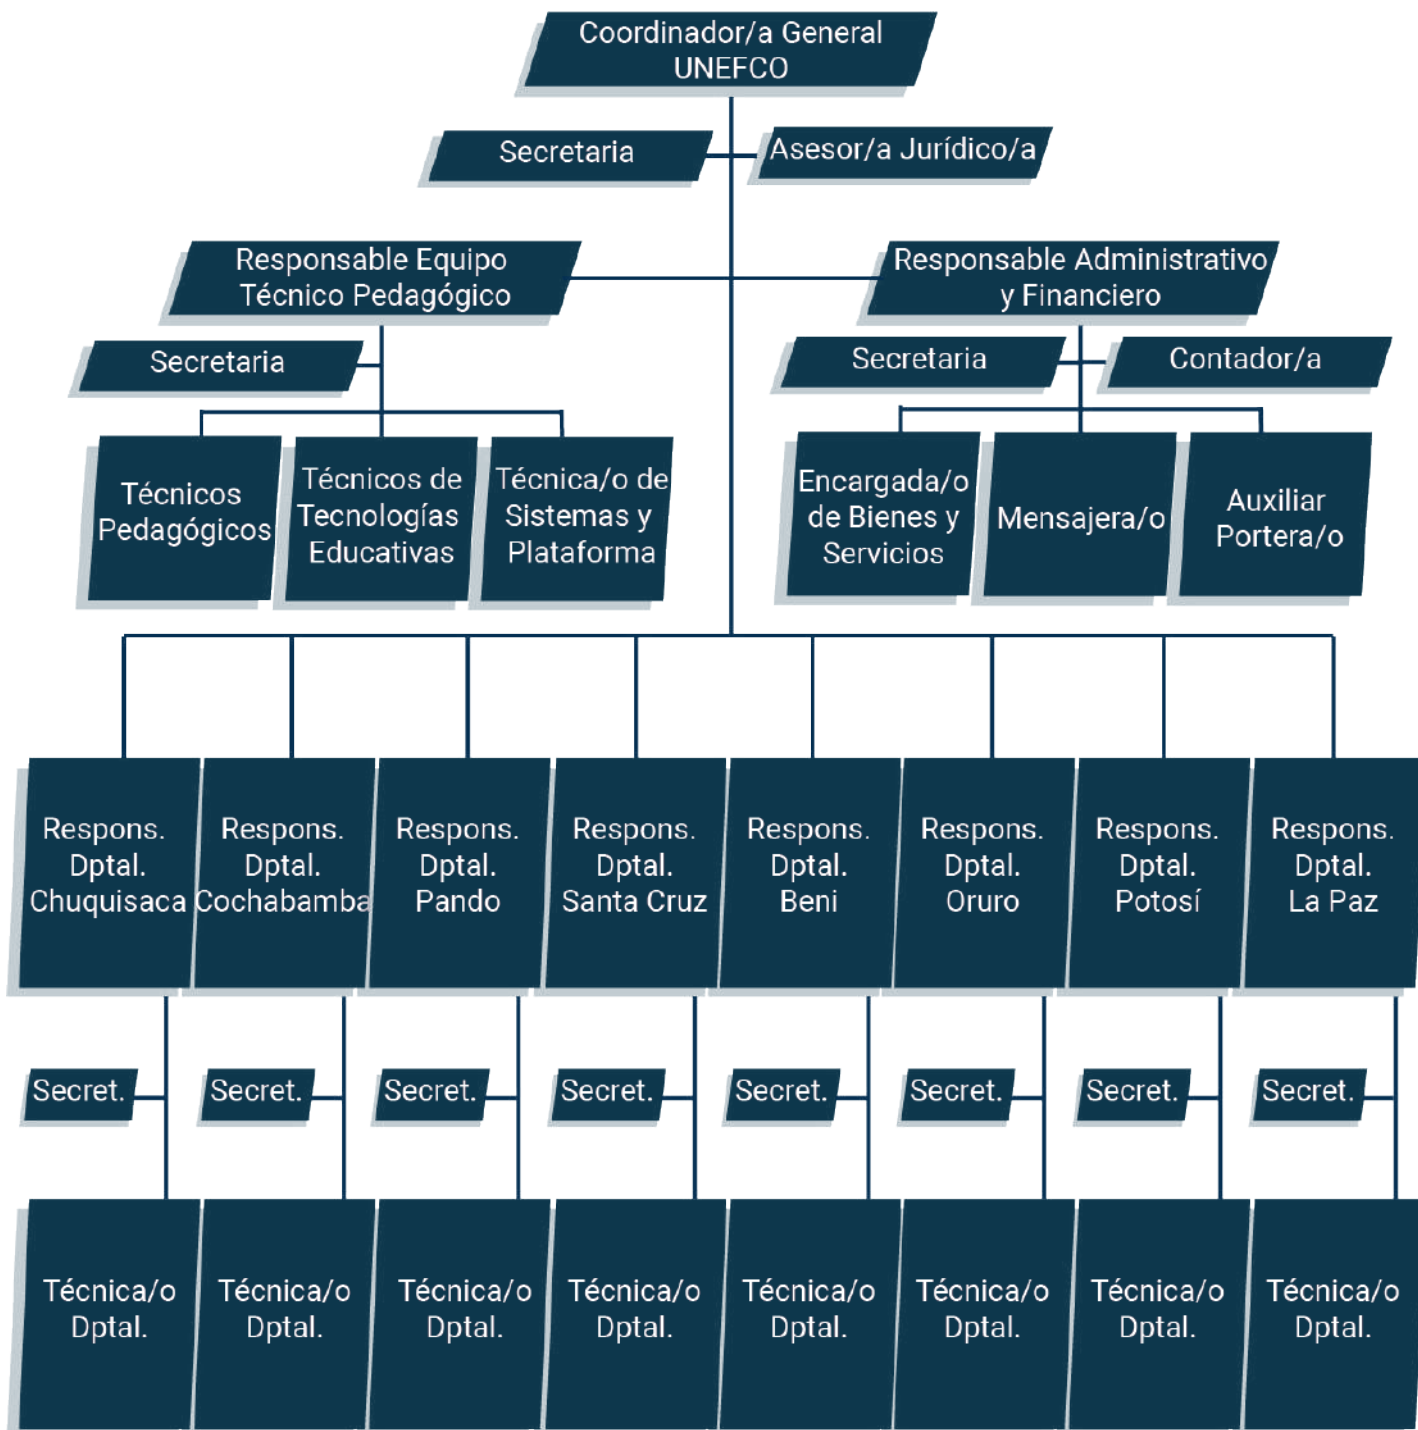 Coordinador/a General
UNEFCO
Secretaria
Asesor/a Jurídico/a
Responsable Equipo
Técnico Pedagógico
Responsable Administrativo
y Financiero
Secretaria
Secretaria
Contador/a
Técnicos
Pedagógicos
Técnicos de
Tecnologías
Educativas
Técnica/o de
Sistemas y
Plataforma
Encargada/o
de Bienes y
Servicios
Mensajera/o
Auxiliar
Portera/o
Respons.
Dptal.
Chuquisaca
Respons.
Dptal.
Cochabamba
Respons.
Dptal.
Pando
Respons.
Dptal.
Santa Cruz
Respons.
Dptal.
Beni
Respons.
Dptal.
Oruro
Respons.
Dptal.
Potosí
Respons.
Dptal.
La Paz
Secret.
Secret.
Secret.
Secret.
Secret.
Secret.
Secret.
Secret.
Técnica/o
Dptal.
Técnica/o
Dptal.
Técnica/o
Dptal.
Técnica/o
Dptal.
Técnica/o
Dptal.
Técnica/o
Dptal.
Técnica/o
Dptal.
Técnica/o
Dptal.